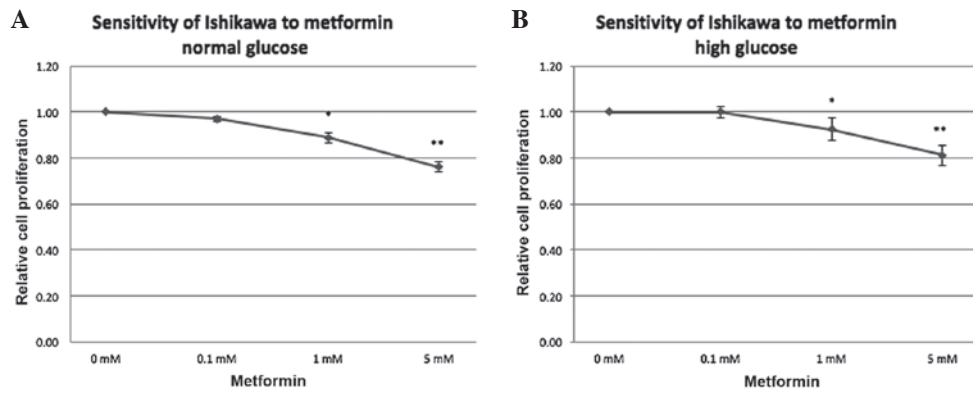 A
Sensitivity of Ishikawa to metformin
normal glucose
1.20
1.00
0.80
0.60
0.40
0.20
0.00
Relative cell proliferation
*
**
0 mM 0.1 mM 1 mM 5 mM
Metformin
B
Sensitivity of Ishikawa to metformin
high glucose
1.20
1.00
0.80
0.60
0.40
0.20
0.00
Relative cell proliferation
*
**
0 mM 0.1 mM 1 mM 5 mM
Metformin